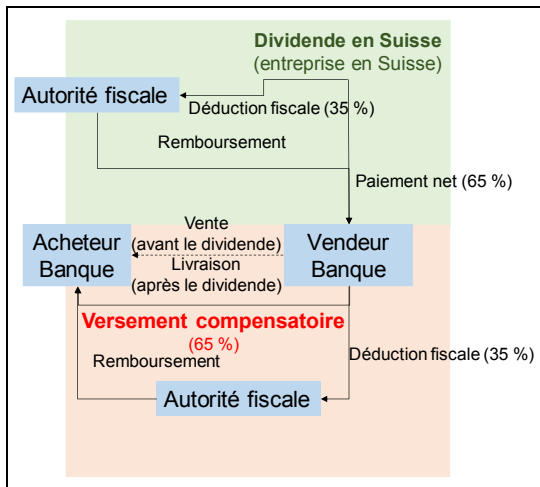 Dividende en Suisse
(entreprise en Suisse)
Autorité fiscale
Déduction fiscale (35 %)
Remboursement
Paiement net (65 %)
Acheteur
Banque
Vente
(avant le dividende)
Livraison
(après le dividende)
Vendeur
Banque
Versement compensatoire
(65 %)
Remboursement
Déduction fiscale (35 %)
Autorité fiscale